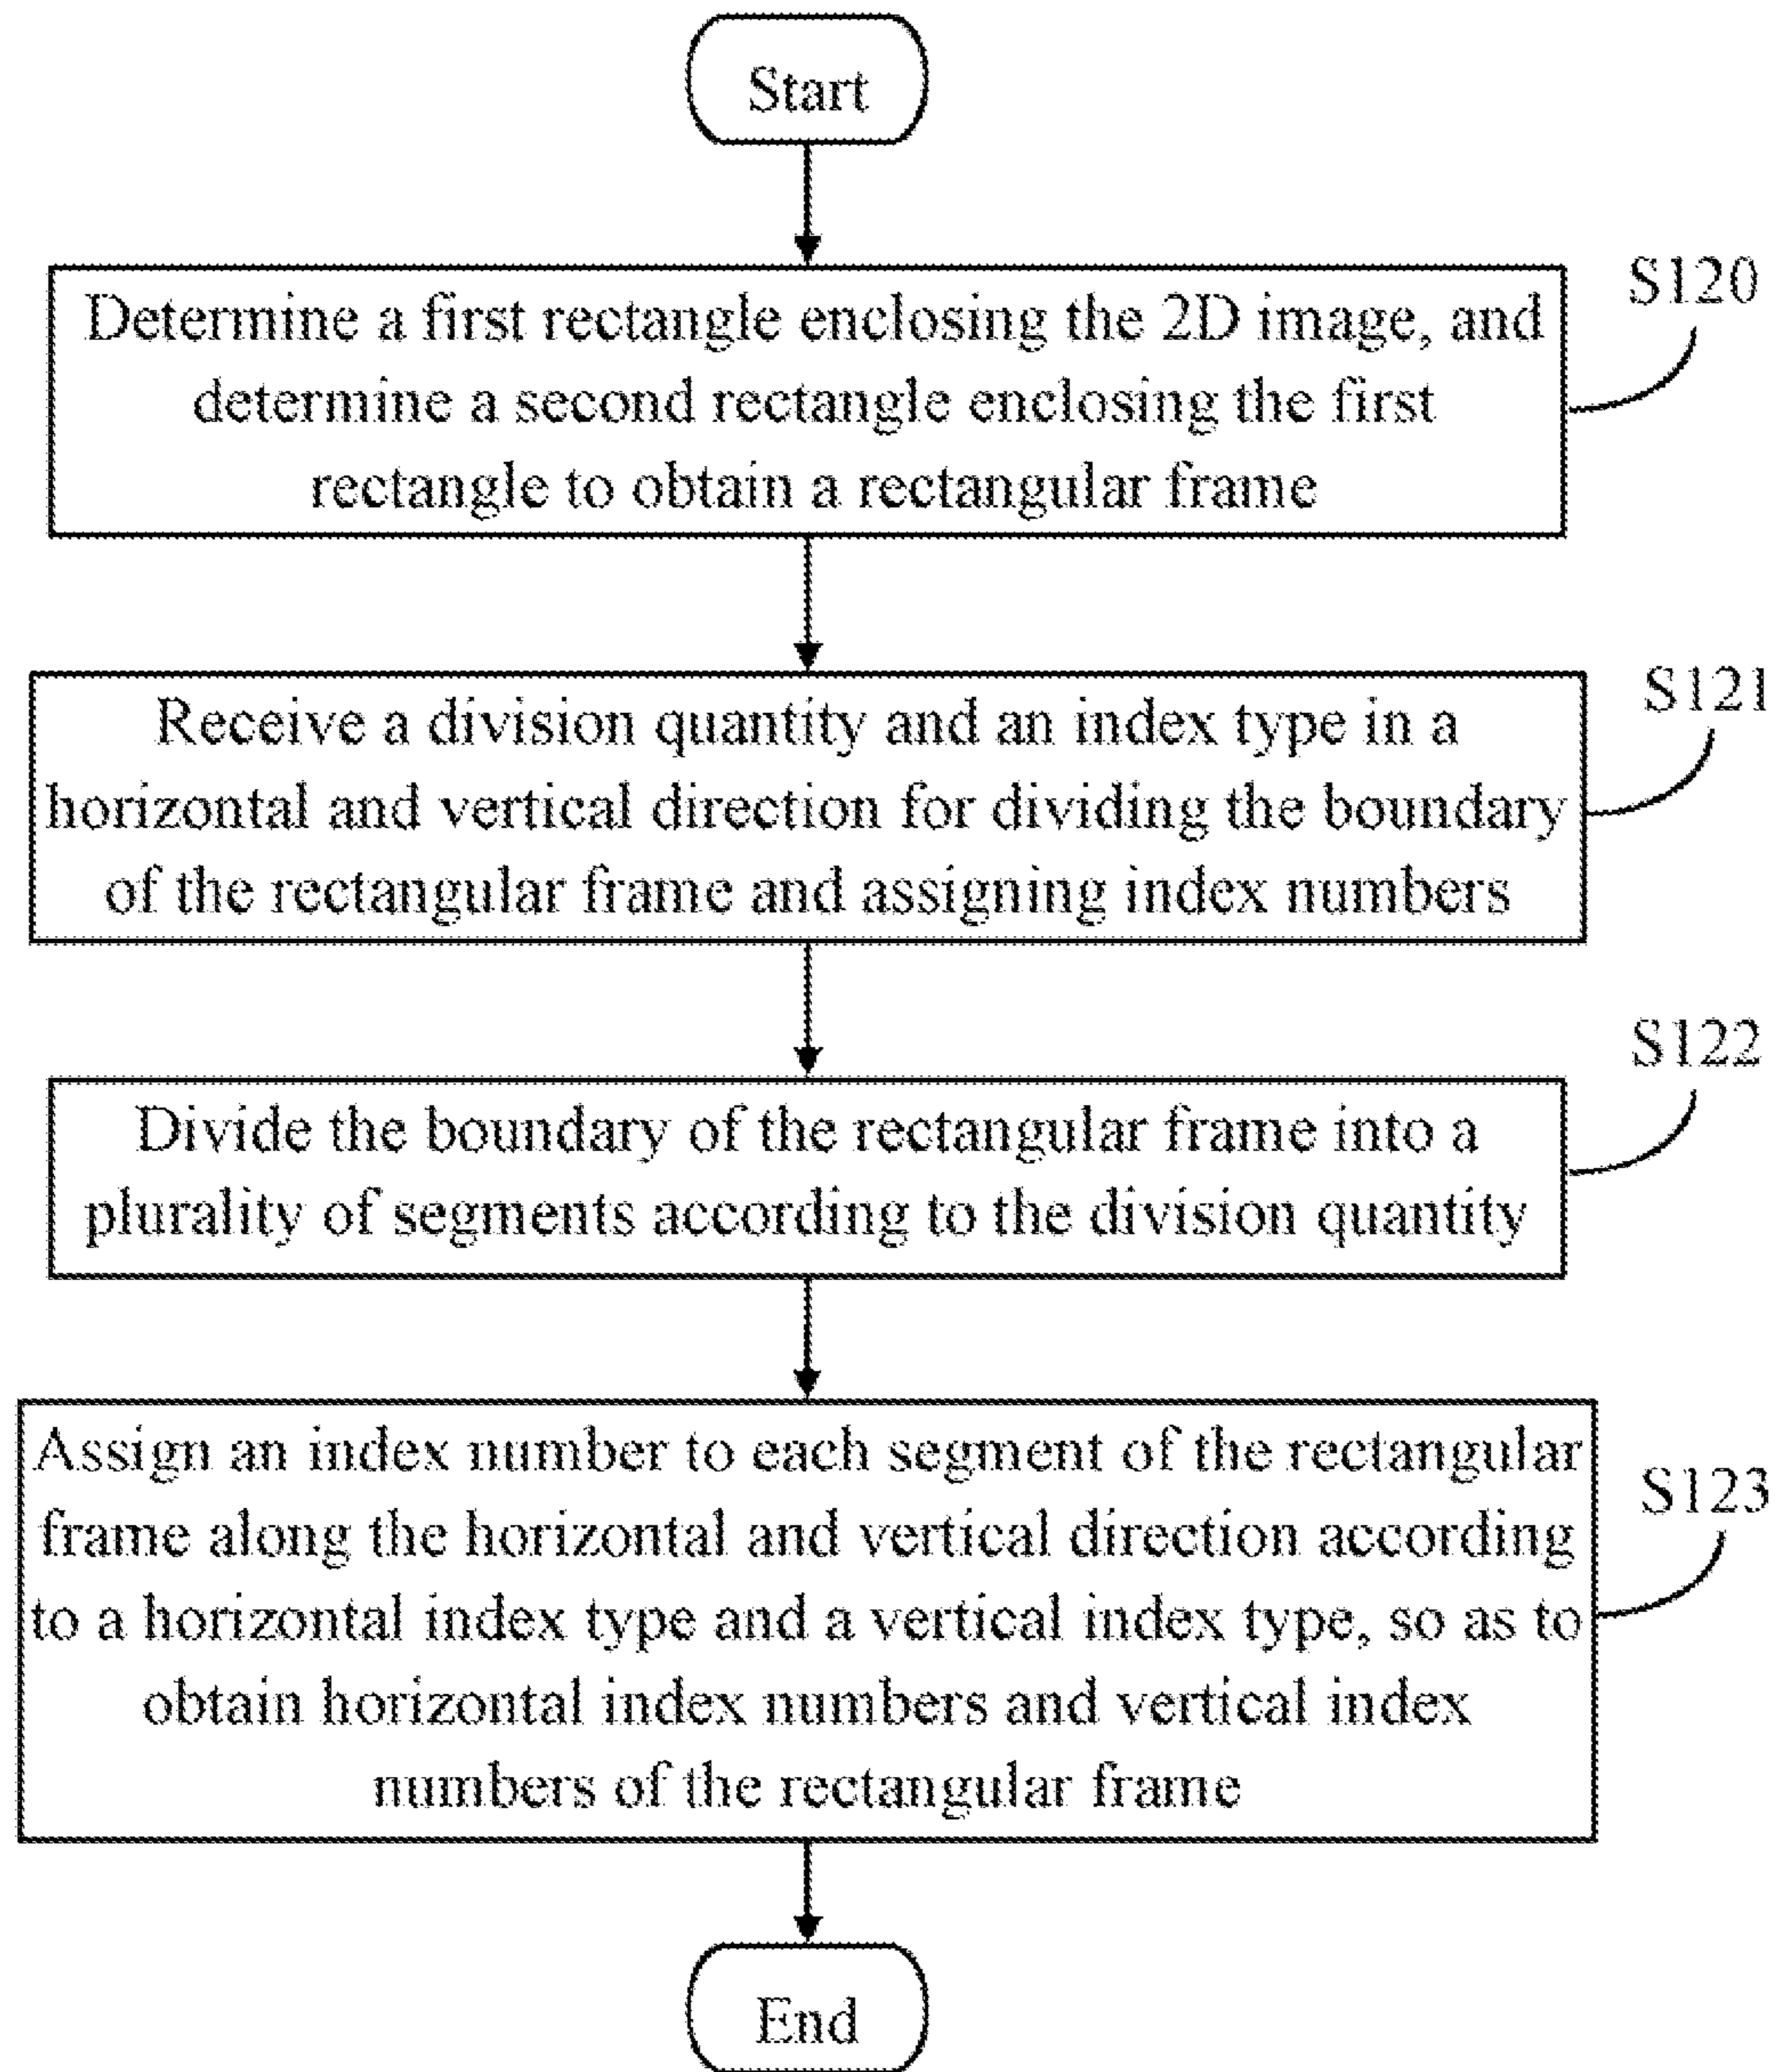 Start
S120
Determine a first rectangle enclosing the 2D image, and
determine a second rectangle enclosing the first
rectangle to obtain a rectangular frame
S121
Receive a division quantity and an index type in a
horizontal and vertical direction for dividing the boundary
of the rectangular frame and assigning index numbers
S122
Divide the boundary of the rectangular frame into a
plurality of segments according to the division quantity
Assign an index number to each segment of the rectangular
S123
frame along the horizontal and vertical direction according
to a horizontal index type and a vertical index type, so as to
obtain horizontal index numbers and vertical index
numbers of the rectangular frame
End